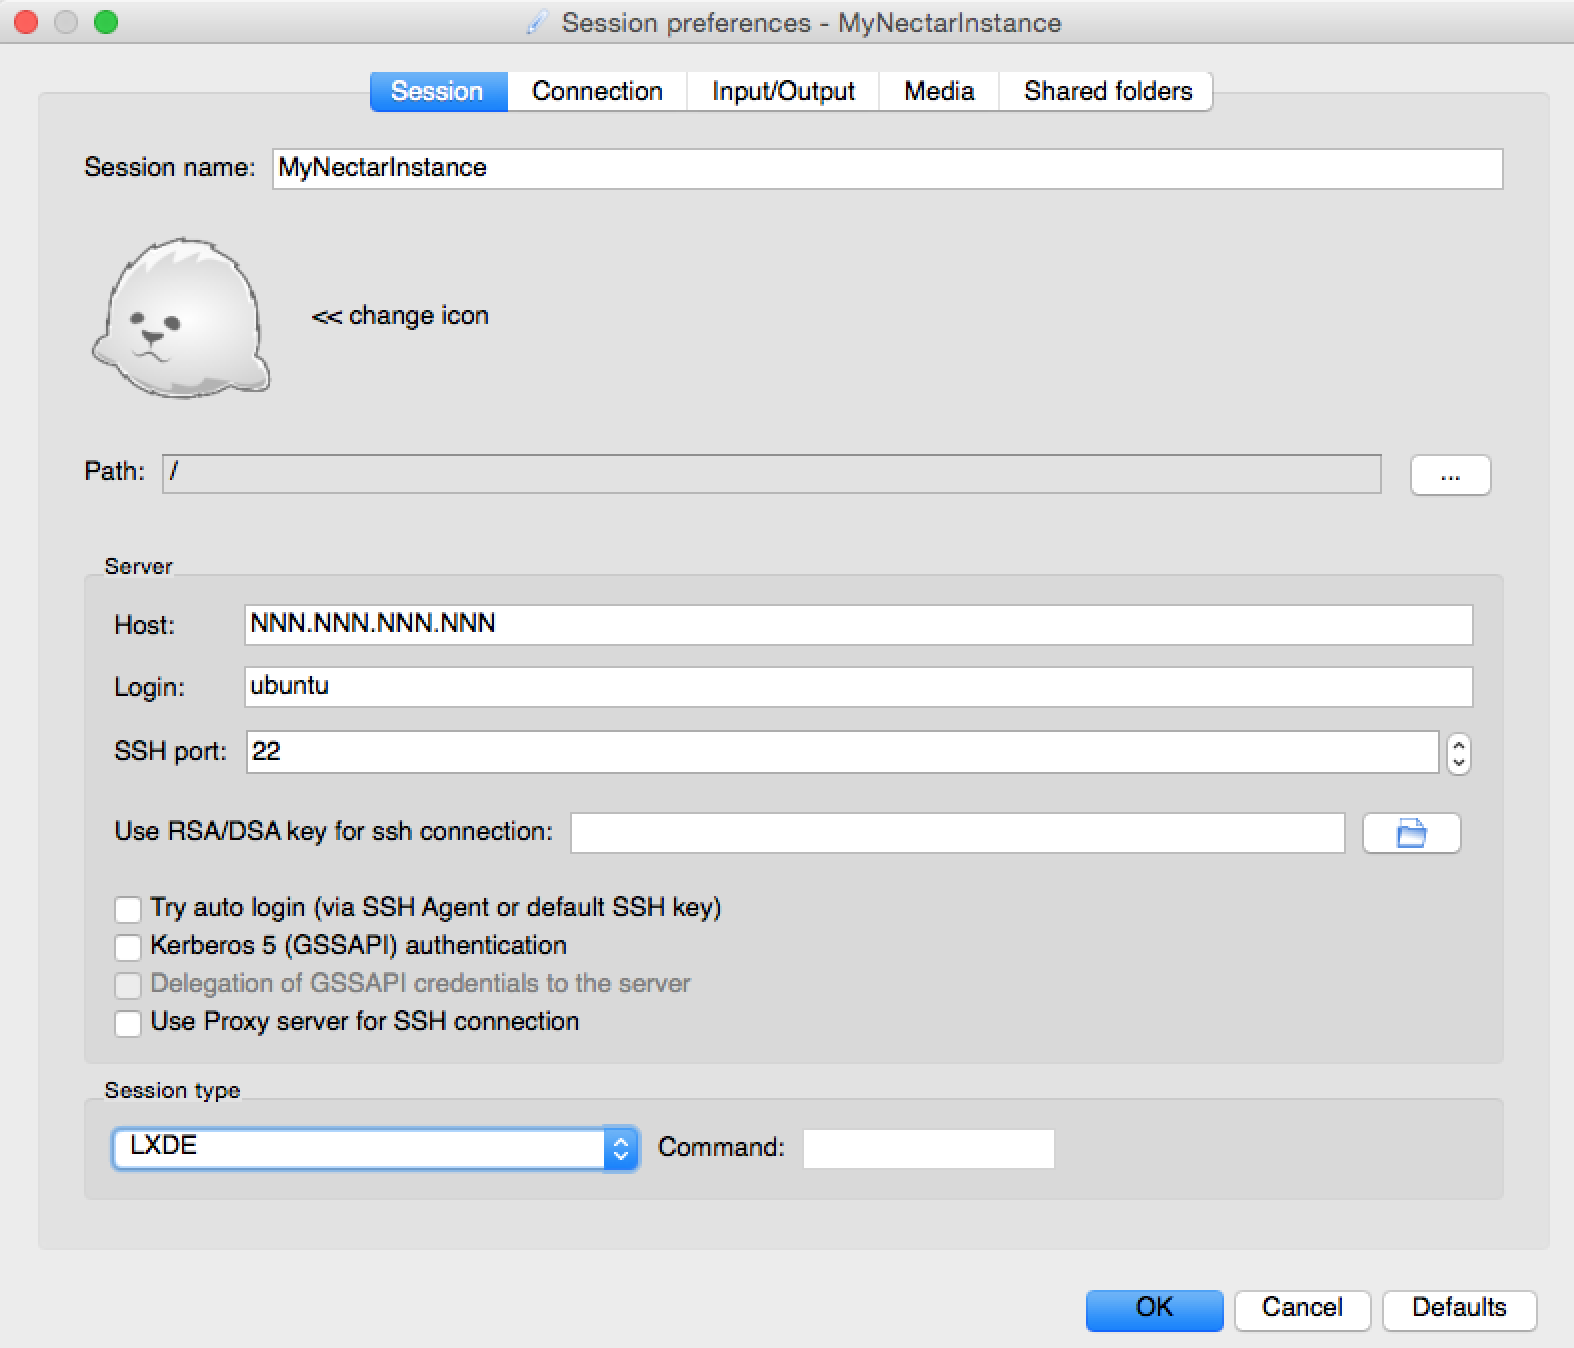 Session preferences - MyNectarInstance
Session Connection Input/Output Media Shared folders
Session name: MyNectarInstance
<< change icon
Path: / ...
Server
Host: NNN.NNN.NNN.NNN
Login: ubuntu
SSH port: 22
Use RSA/DSA key for ssh connection:
Try auto login (via SSH Agent or default SSH key)
Kerberos 5 (GSSAPI) authentication
Delegation of GSSAPI credentials to the server
Use Proxy server for SSH connection
Session type
LXDE Command:
OK Cancel Defaults